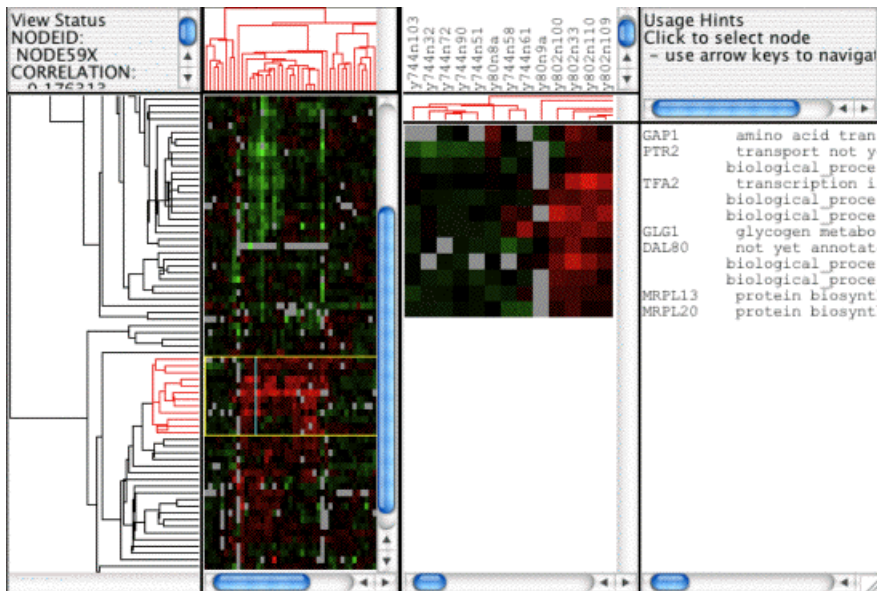 View Status
NODEID:
NODE59X
CORRELATION:
y744n103
y744n32
y744n72
y744n90
y744n51
y80n8a
y744n58
y744n61
y80n9a
y802n100
y802n33
y802n110
y802n109
Usage Hints
Click to select node
- use arrow keys to navigat
GAP1 amino acid tran
PTR2 transport not y
biological_proce
TFA2 transcription i
biological_proce
biological_proce
GLG1 glycogen metabo
DAL80 not yet annotat
biological_proce
biological_proce
MRPL13 protein biosynt
MRPL20 protein biosynt